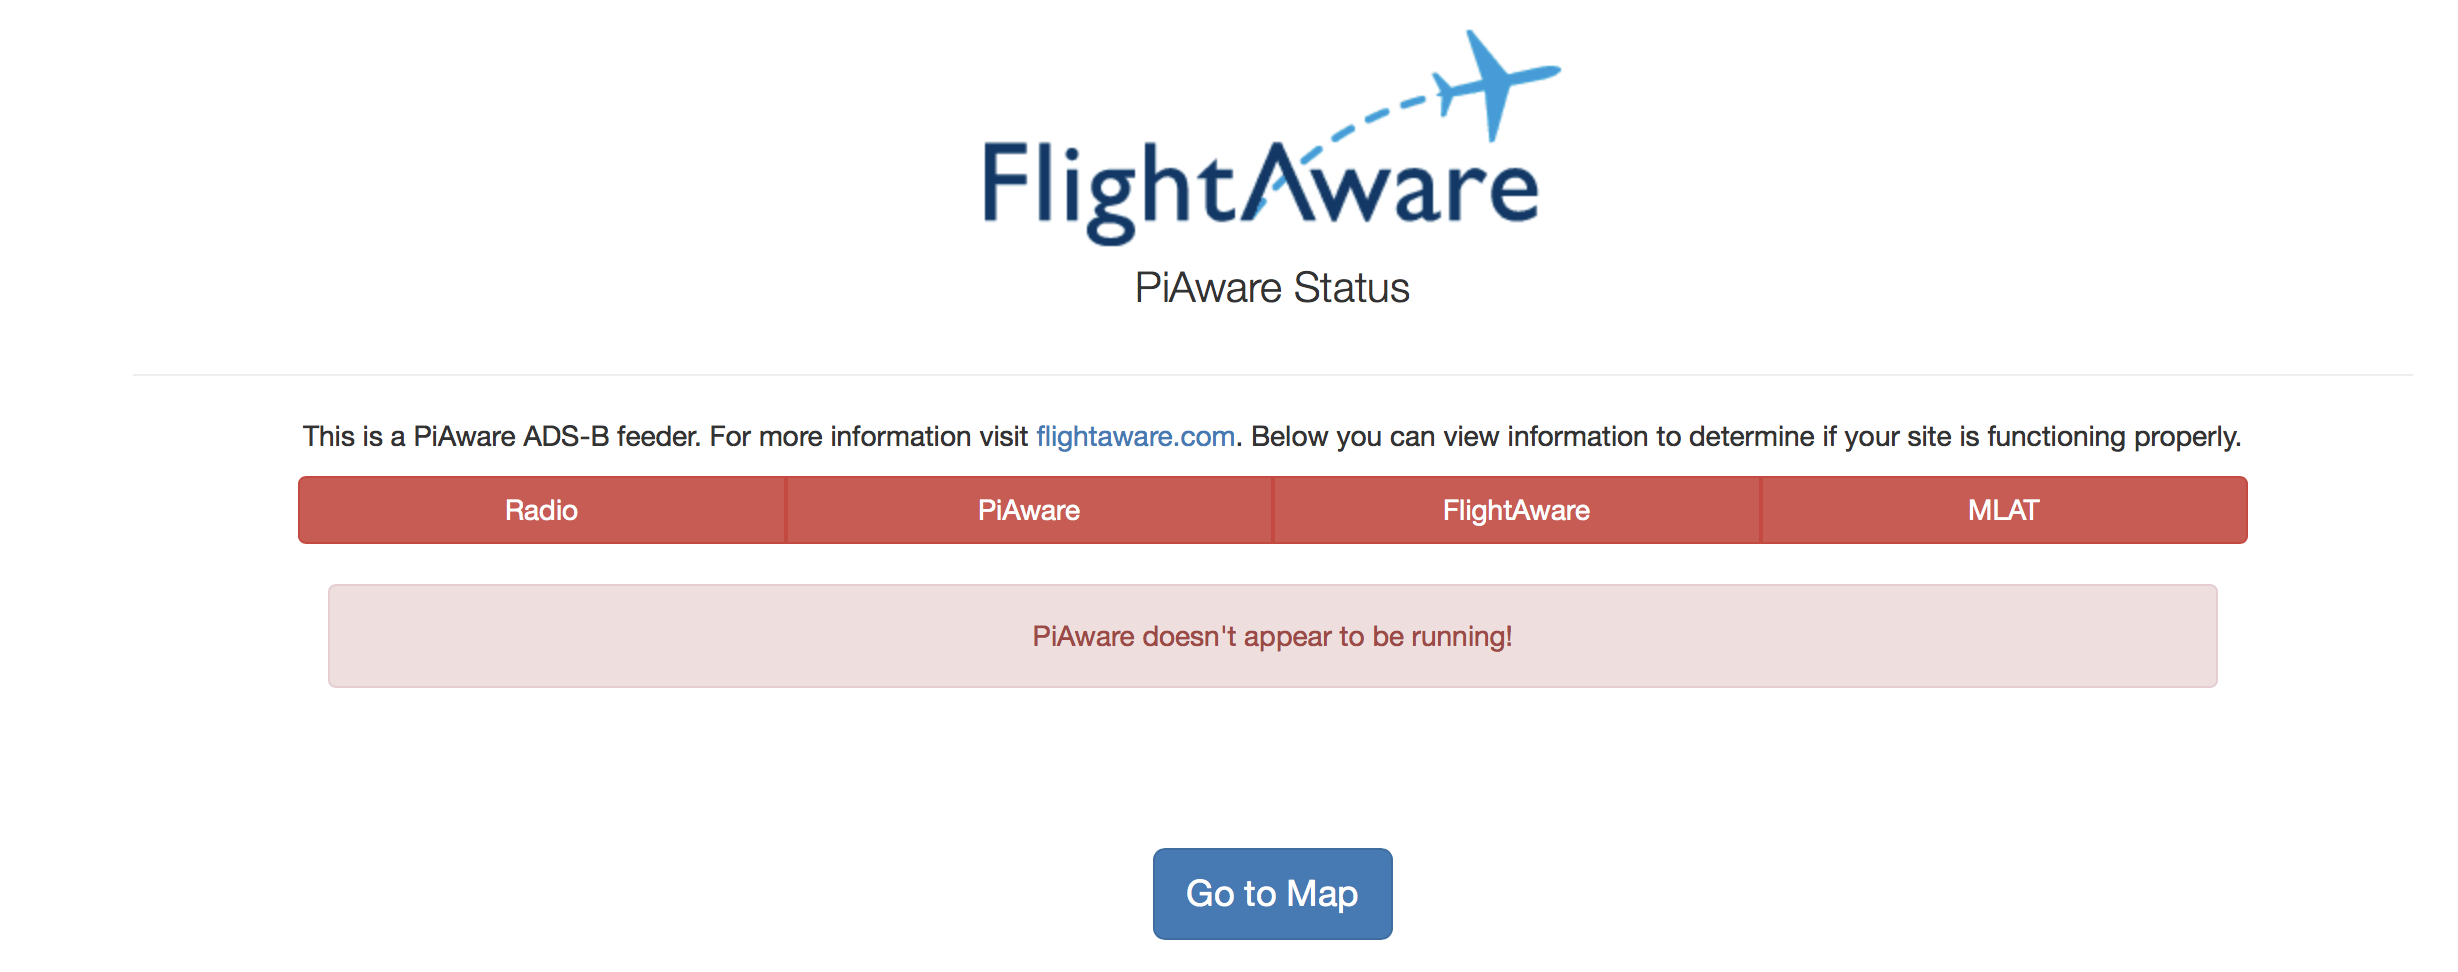 FlightAware
PiAware Status
This is a PiAware ADS-B feeder. For more information visit flightaware.com. Below you can view information to determine if your site is functioning properly.
Radio PiAware FlightAware MLAT
PiAware doesn't appear to be running!
Go to Map